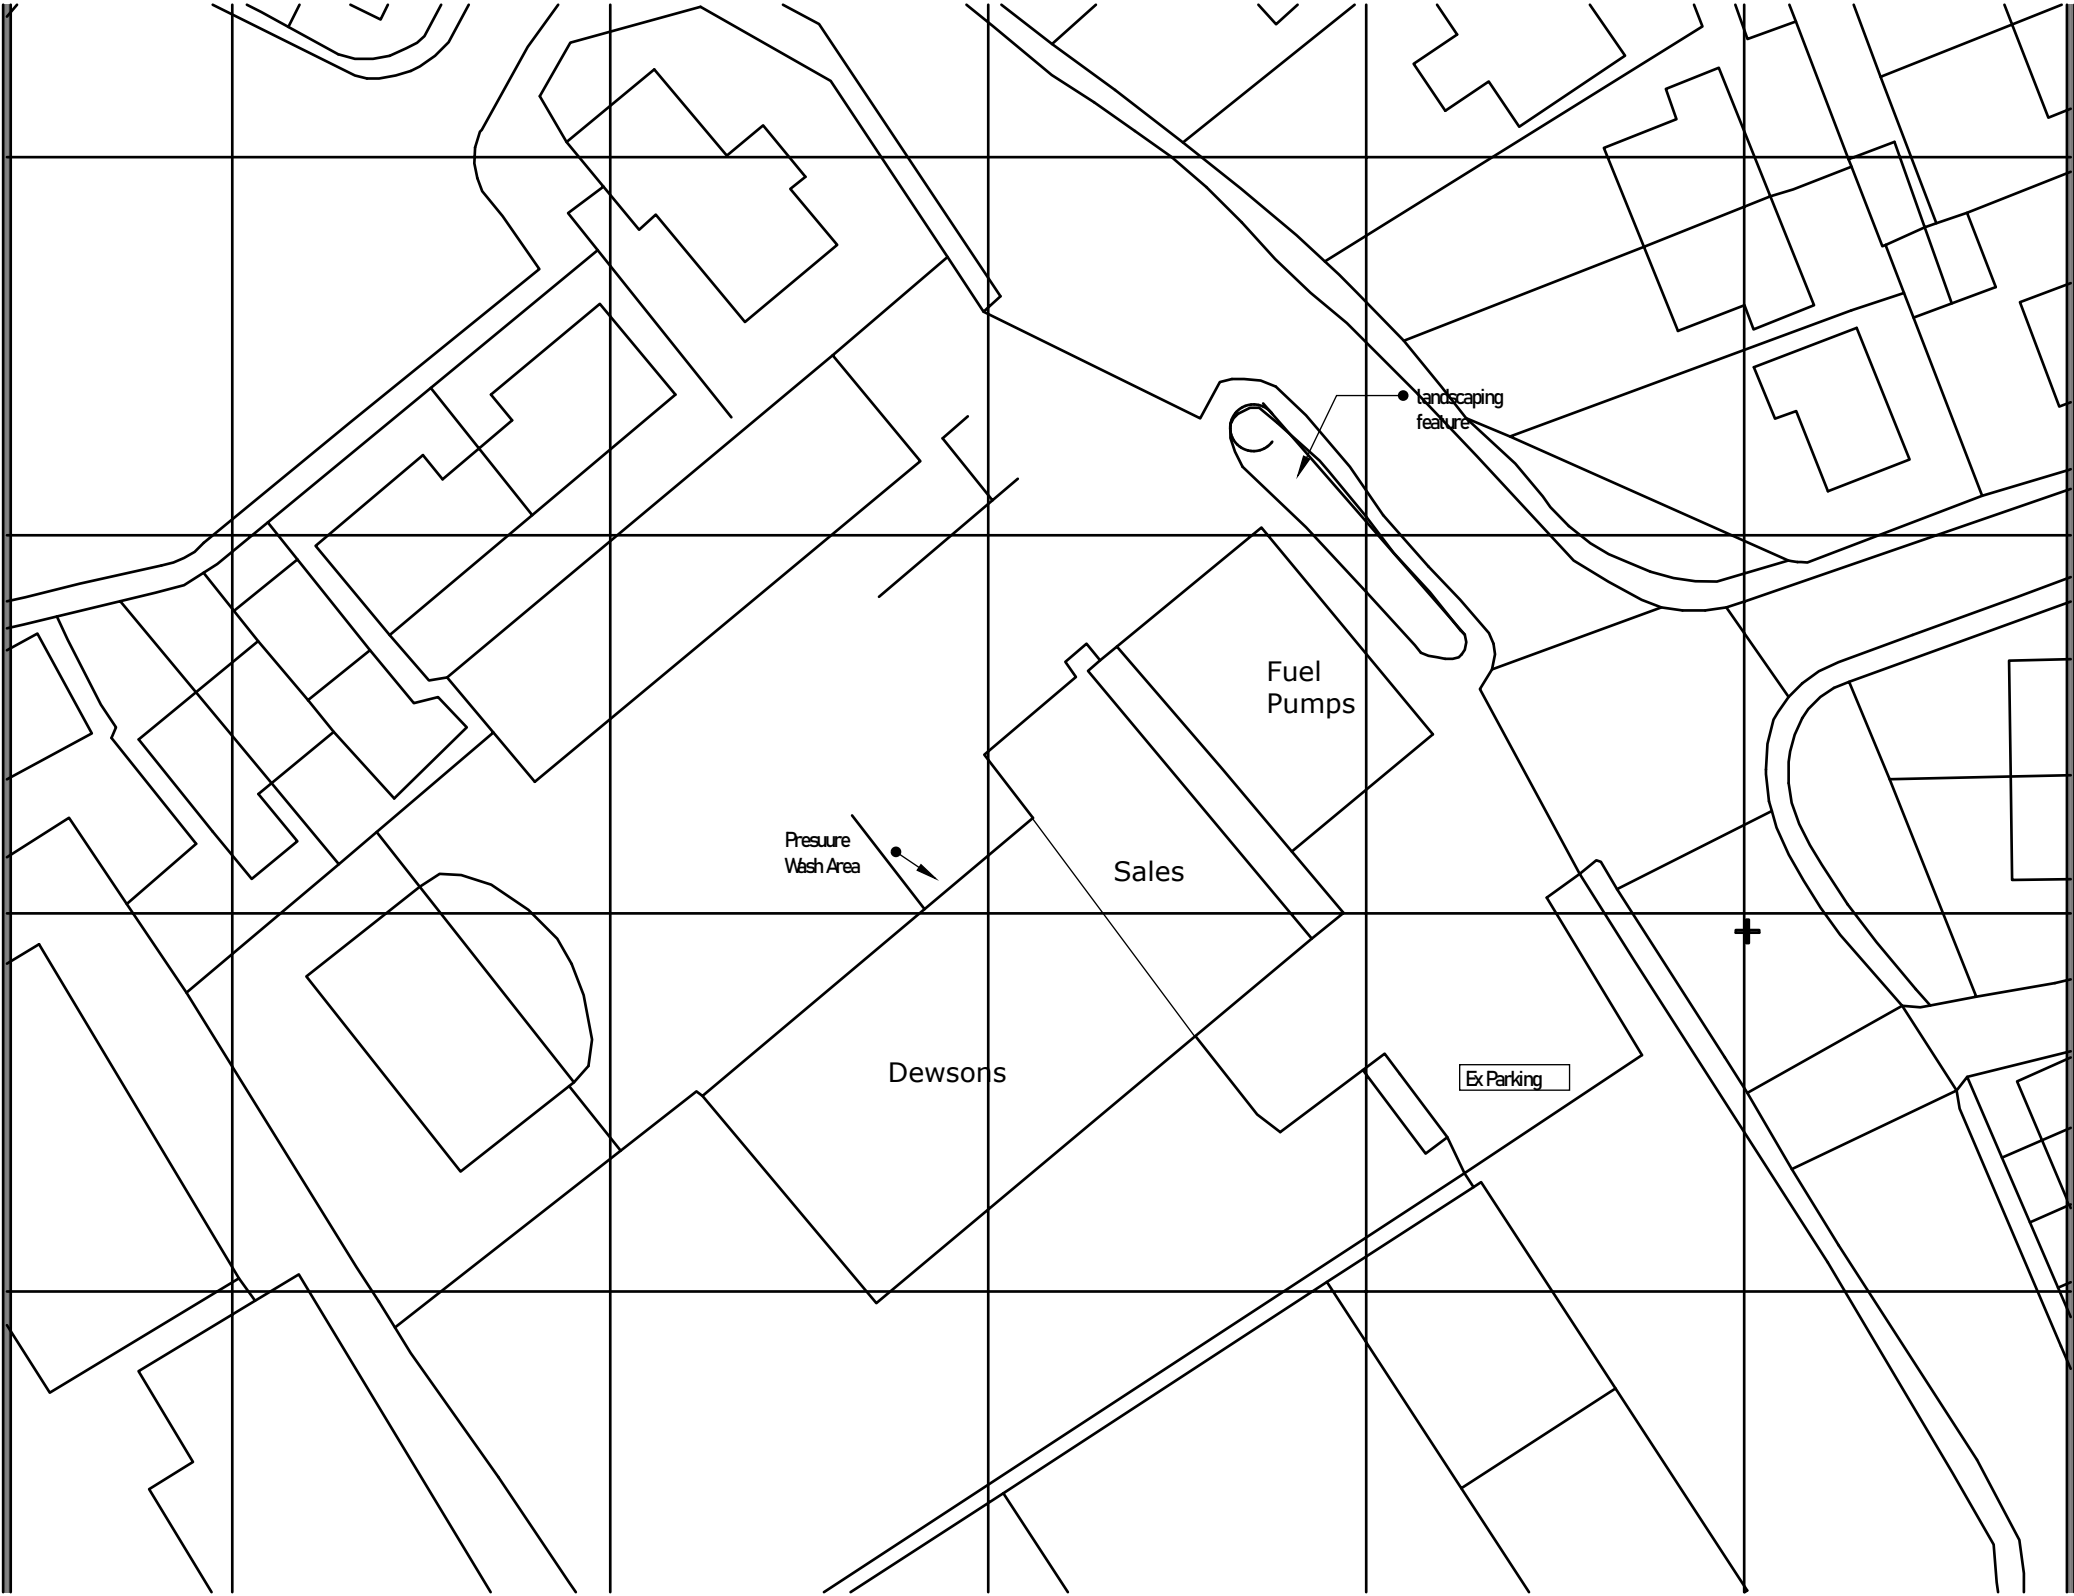 landscaping
feature
Fuel
Pumps
Presuure
Wash Area
Sales
Dewsons
Ex Parking